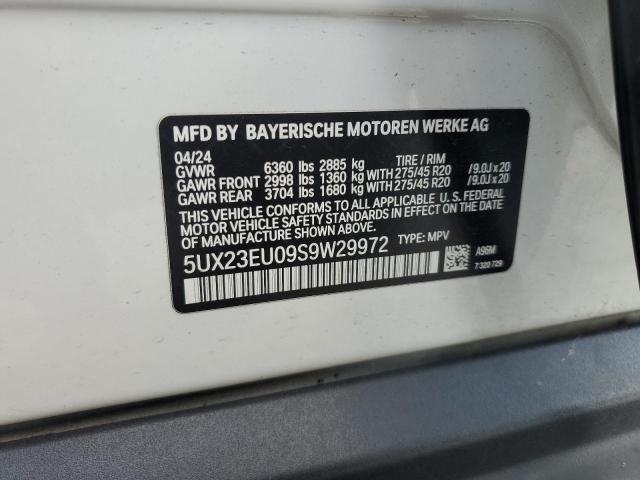 MFD BY BAYERISCHE MOTOREN WERKE AG
04/24
GVWR 6360 lbs 2885 kg TIRE / RIM
GAWR FRONT 2998 lbs 1360 kg WITH 275/45 R20 /9.0J x 20
GAWR REAR 3704 lbs 1680 kg WITH 275/45 R20 /9.0J x 20
THIS VEHICLE CONFORMS TO ALL APPLICABLE U. S. FEDERAL
MOTOR VEHICLE SAFETY STANDARDS IN EFFECT ON THE DATE
OF MANUFACTURE SHOWN ABOVE.
5UX23EU09S9W29972 TYPE: MPV
A96M
7 320 729